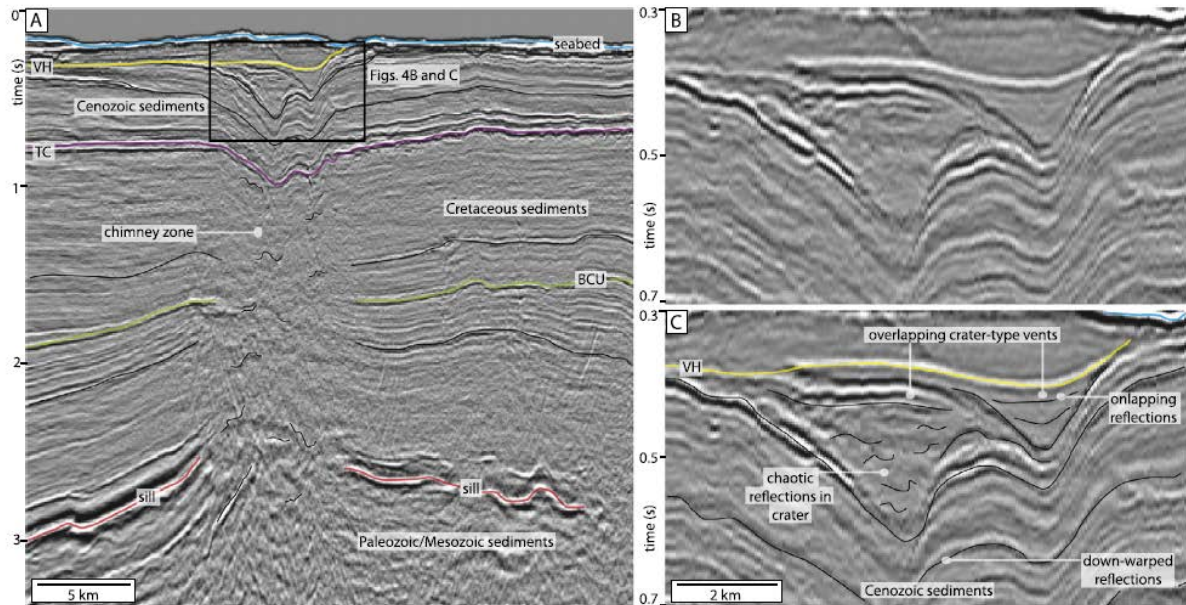 A
0
seabed
VH
time (s)
Figs. 4B and C
Cenozoic sediments
TC
1
Cretaceous sediments
chimney zone
BCU
2
sill
sill
3
Paleozoic/Mesozoic sediments
5 km
0.3
B
0.5
time (s)
0.7
0.3
C
overlapping crater-type vents
VH
onlapping
reflections
0.5
chaotic
reflections in
crater
time (s)
down-warped
reflections
Cenozoic sediments
0.7
2 km